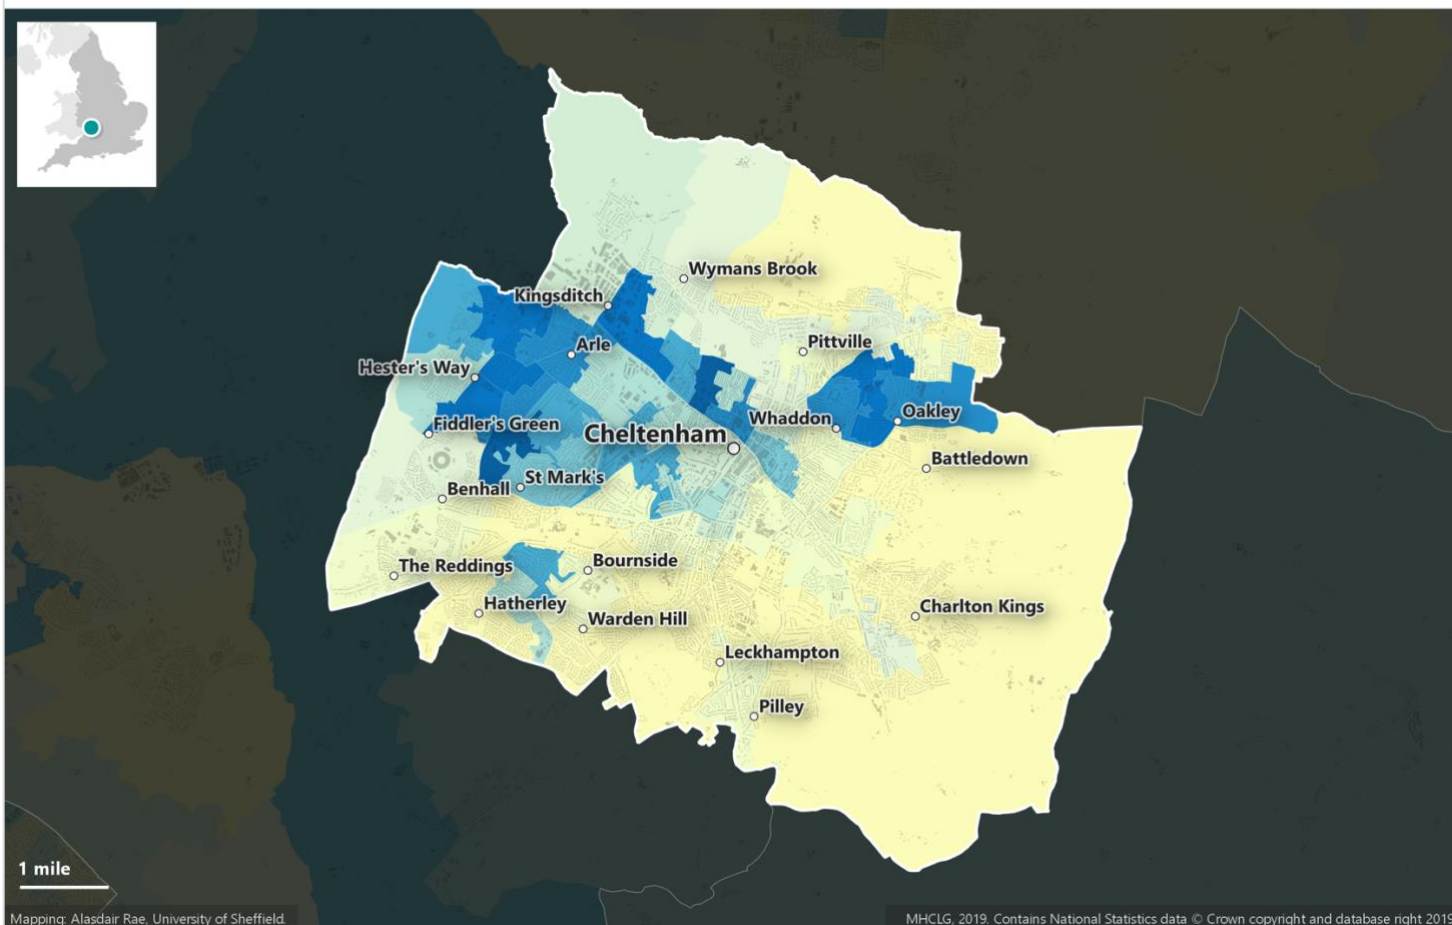 Wymans Brook
Kingsditch
Arle
Pittville
Hester's Way
Whaddon
Oakley
Fiddler's Green
Cheltenham
Battledown
St Mark's
Benhall
Bournside
The Reddings
Hatherley
Charlton Kings
Warden Hill
Leckhampton
Pilley
1 mile
Mapping: Alasdair Rae, University of Sheffield.
MHCLG, 2019. Contains National Statistics data © Crown copyright and database right 2019